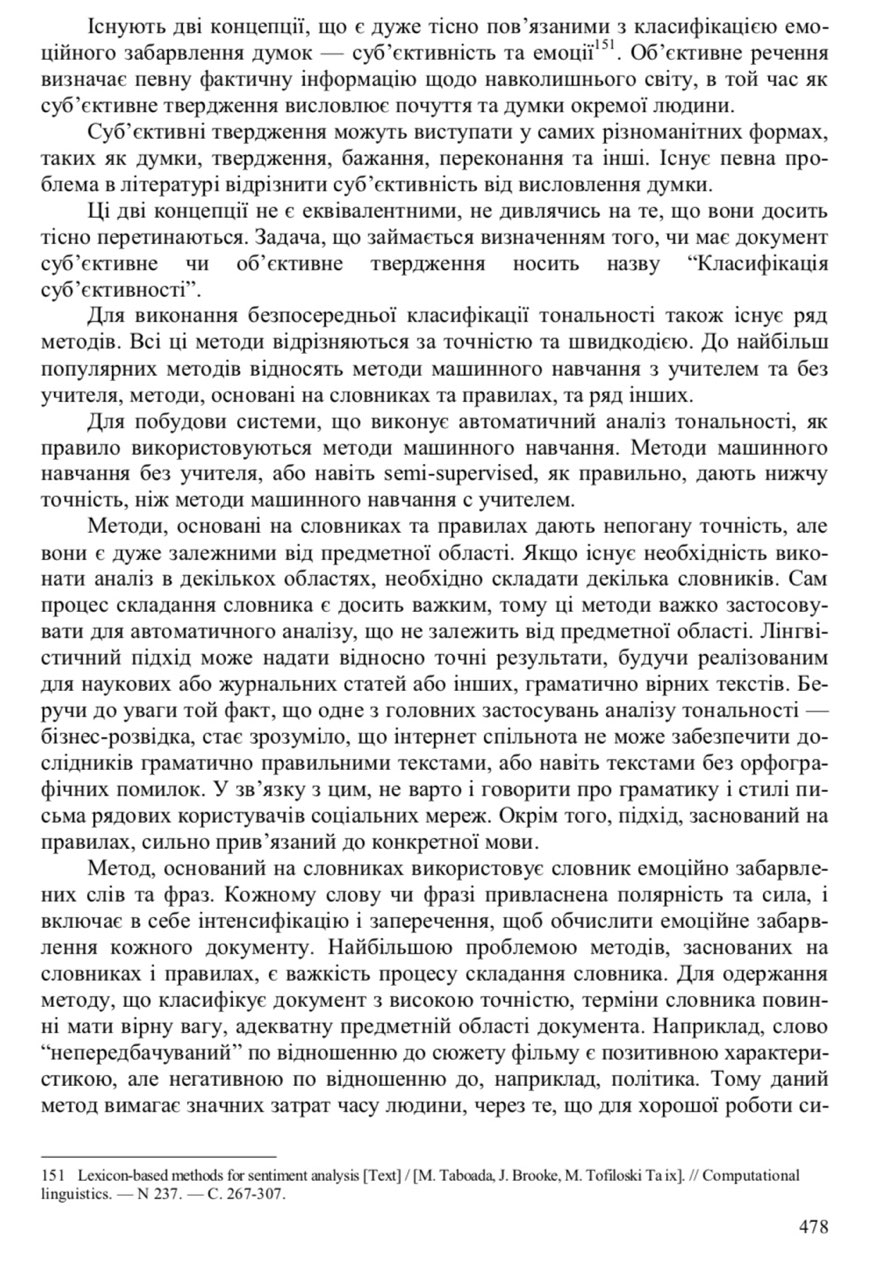 Існують дві концепції, що є дуже тісно пов’язаними з класифікацією емо-
ційного забарвлення думок — суб’єктивність та емоції151. Об’єктивне речення
визначає певну фактичну інформацію щодо навколишнього світу, в той час як
суб’єктивне твердження висловлює почуття та думки окремої людини.
Суб’єктивні твердження можуть виступати у самих різноманітних формах,
таких як думки, твердження, бажання, переконання та інші. Існує певна про-
блема в літературі відрізнити суб’єктивність від висловлення думки.
Ці дві концепції не є еквівалентними, не дивлячись на те, що вони досить
тісно перетинаються. Задача, що займається визначенням того, чи має документ
суб’єктивне чи об’єктивне твердження носить назву “Класифікація
суб’єктивності”.
Для виконання безпосередньої класифікації тональності також існує ряд
методів. Всі ці методи відрізняються за точністю та швидкодією. До найбільш
популярних методів відносять методи машинного навчання з учителем та без
учителя, методи, основані на словниках та правилах, та ряд інших.
Для побудови системи, що виконує автоматичний аналіз тональності, як
правило використовуються методи машинного навчання. Методи машинного
навчання без учителя, або навіть semi-supervised, як правильно, дають нижчу
точність, ніж методи машинного навчання с учителем.
Методи, основані на словниках та правилах дають непогану точність, але
вони є дуже залежними від предметної області. Якщо існує необхідність вико-
нати аналіз в декількох областях, необхідно складати декілька словників. Сам
процес складання словника є досить важким, тому ці методи важко застосову-
вати для автоматичного аналізу, що не залежить від предметної області. Лінгві-
стичний підхід може надати відносно точні результати, будучи реалізованим
для наукових або журнальних статей або інших, граматично вірних текстів. Бе-
ручи до уваги той факт, що одне з головних застосувань аналізу тональності —
бізнес-розвідка, стає зрозуміло, що інтернет спільнота не може забезпечити до-
слідників граматично правильними текстами, або навіть текстами без орфогра-
фічних помилок. У зв’язку з цим, не варто і говорити про граматику і стилі пи-
сьма рядових користувачів соціальних мереж. Окрім того, підхід, заснований на
правилах, сильно прив’язаний до конкретної мови.
Метод, оснований на словниках використовує словник емоційно забарвле-
них слів та фраз. Кожному слову чи фразі привласнена полярність та сила, і
включає в себе інтенсифікацію і заперечення, щоб обчислити емоційне забарв-
лення кожного документу. Найбільшою проблемою методів, заснованих на
словниках і правилах, є важкість процесу складання словника. Для одержання
методу, що класифікує документ з високою точністю, терміни словника повин-
ні мати вірну вагу, адекватну предметній області документа. Наприклад, слово
“непередбачуваний” по відношенню до сюжету фільму є позитивною характери-
стикою, але негативною по відношенню до, наприклад, політика. Тому даний
метод вимагає значних затрат часу людини, через те, що для хорошої роботи си-
151 Lexicon-based methods for sentiment analysis [Text] / [M. Taboada, J. Brooke, M. Tofiloski Ta ix]. // Computational
linguistics. — N 237. — C. 267-307.
478